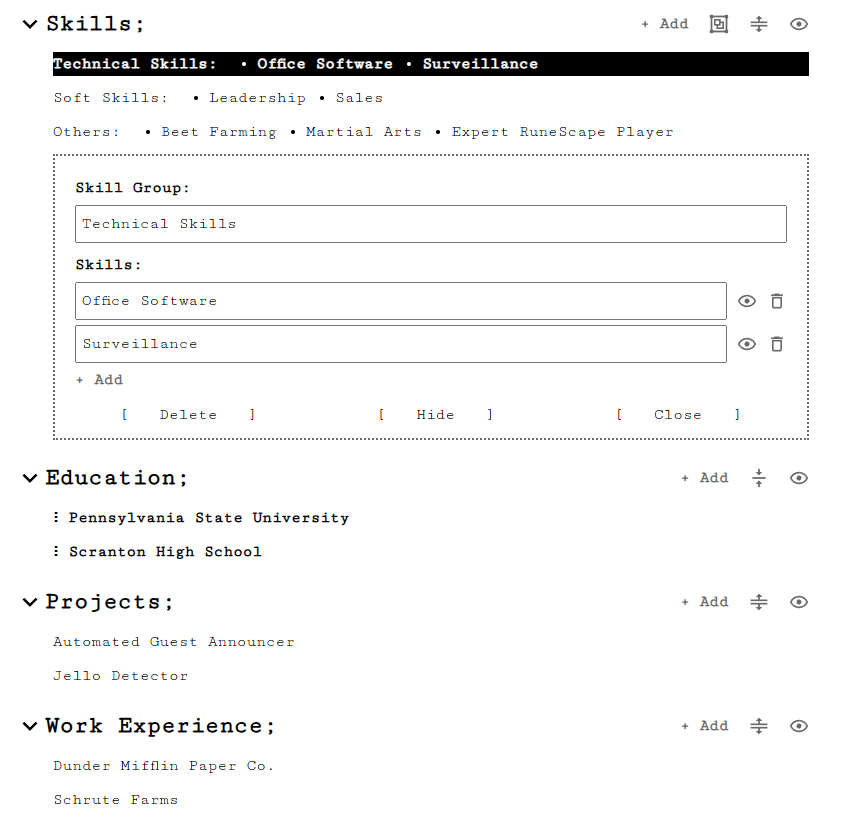 Skills;
+ Add
Technical Skills: • Office Software • Surveillance
Soft Skills: • Leadership • Sales
Others: • Beet Farming • Martial Arts • Expert RuneScape Player
Skill Group:
Technical Skills
Skills:
Office Software
Surveillance
+ Add
[ Delete ] [ Hide ] [ Close ]
Education;
+ Add
Pennsylvania State University
Scranton High School
Projects;
+ Add
Automated Guest Announcer
Jello Detector
Work Experience;
+ Add
Dunder Mifflin Paper Co.
Schrute Farms